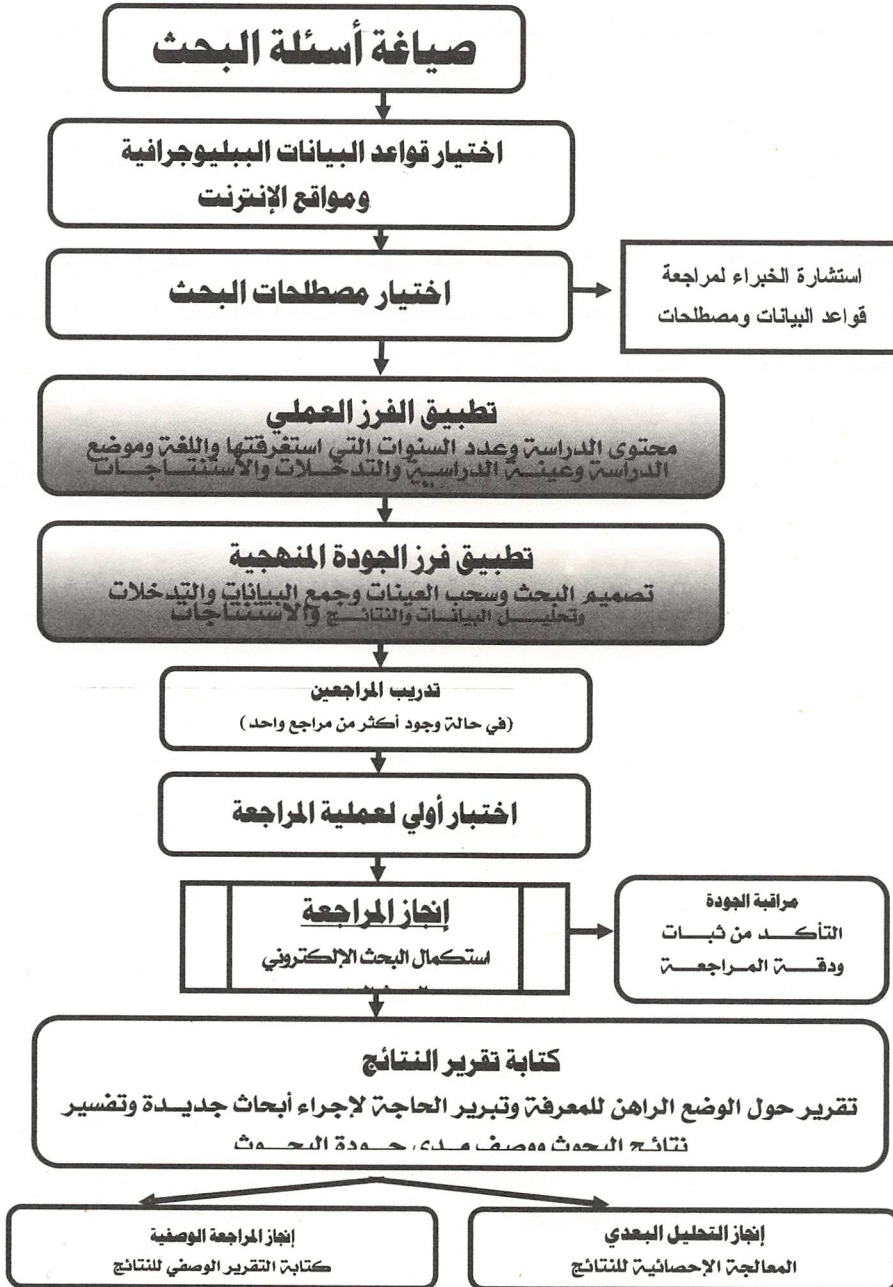 صياغة أسئلة البحث
اختيار قواعد البيانات الببليوجرافية
ومواقع الإنترنت
اختيار مصطلحات البحث
استشارة الخبراء لمراجعة
قواعد البيانات ومصطلحات
تطبيق الفرز العملي
محتوى الدراسة وعدد السنوات التي استغرقتها واللغة وموضع
الدراسة وعينة الدراسة والتدخلات والاستنتاجات
تطبيق فرز الجودة المنهجية
تصميم البحث وسحب العينات وجمع البيانات والتدخلات
وتحليل البيانات والنتائج والاستنتاجات
تدريب المراجعين
(في حالة وجود أكثر من مراجع واحد)
اختبار أولي لعملية المراجعة
إنجاز المراجعة
استكمال البحث الإلكتروني
مراقبة الجودة
التأكد من ثبات
ودقة المراجعة
كتابة تقرير النتائج
تقرير حول الوضع الراهن للمعرفة وتبرير الحاجة لإجراء أبحاث جديدة وتفسير
نتائج البحوث ووصف مدى جودة البحوث
إنجاز التحليل البعدي
المعالجة الإحصائية للنتائج
إنجاز المراجعة الوصفية
كتابة التقرير الوصفي للنتائج